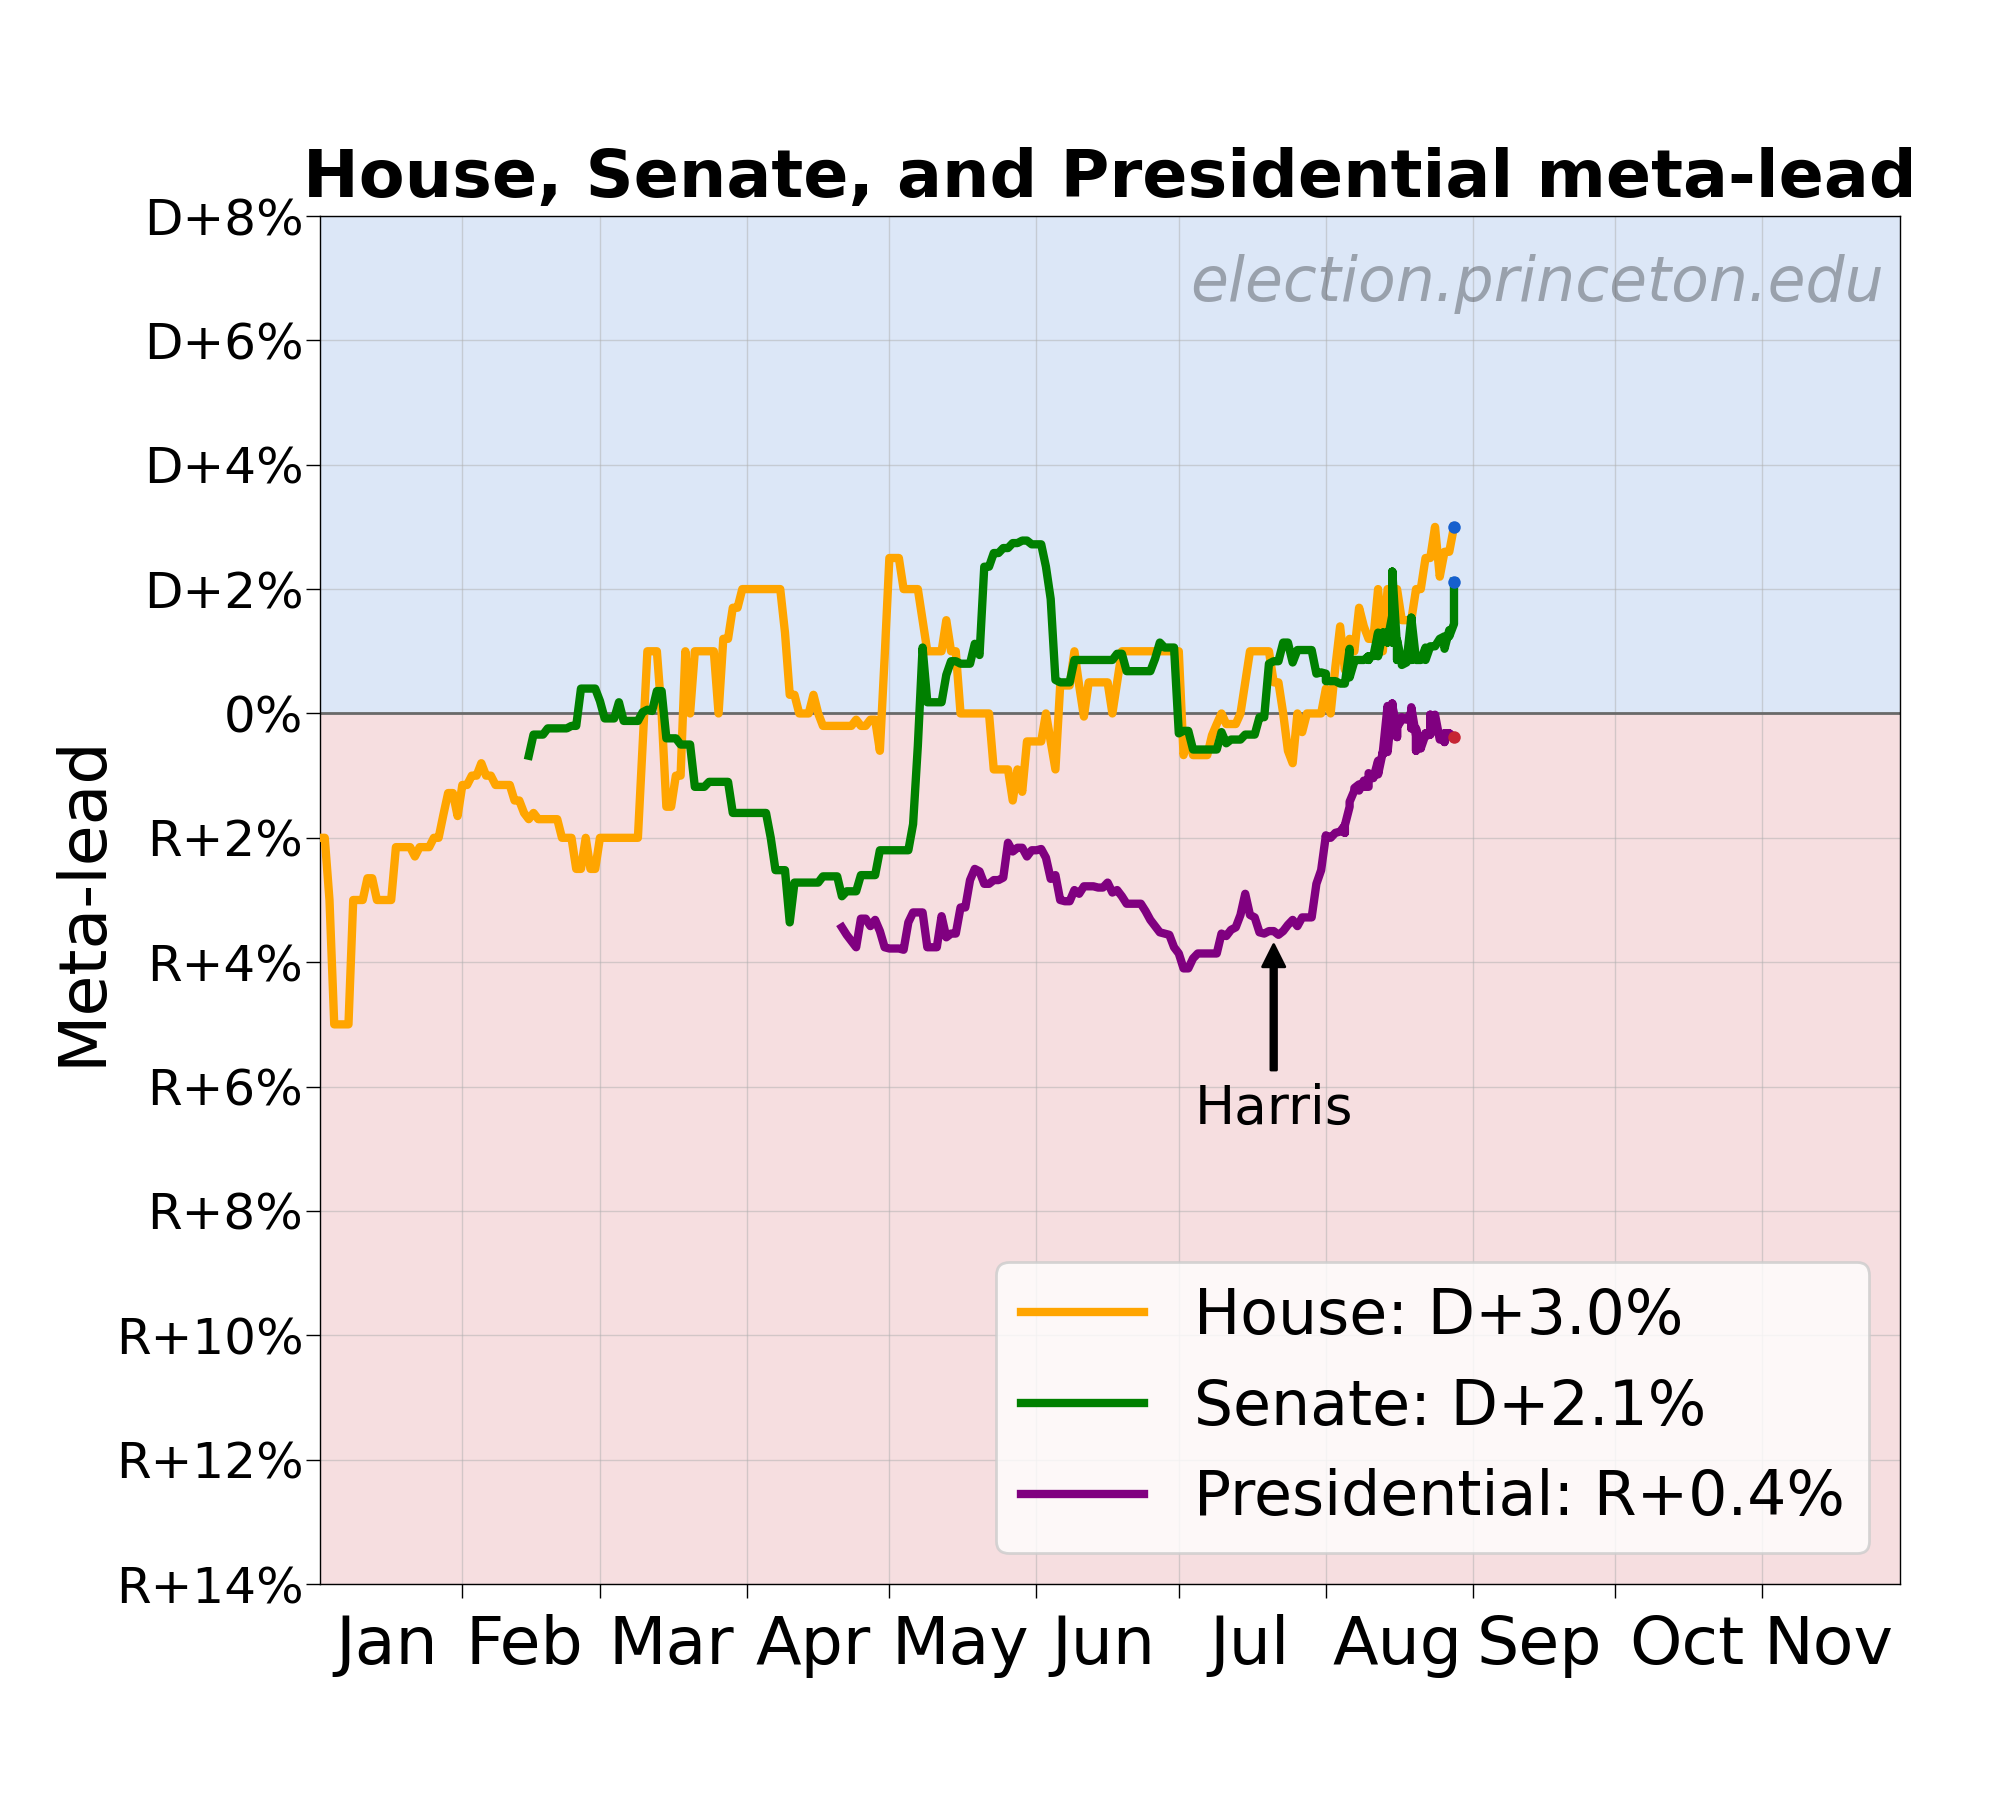 House, Senate, and Presidential meta-lead
election.princeton.edu
D+8%
D+6%
D+4%
D+2%
0%
R+2%
R+4%
R+6%
R+8%
R+10%
R+12%
R+14%
Meta-lead
Harris
House: D+3.0%
Senate: D+2.1%
Presidential: R+0.4%
Jan Feb Mar Apr May Jun Jul Aug Sep Oct Nov